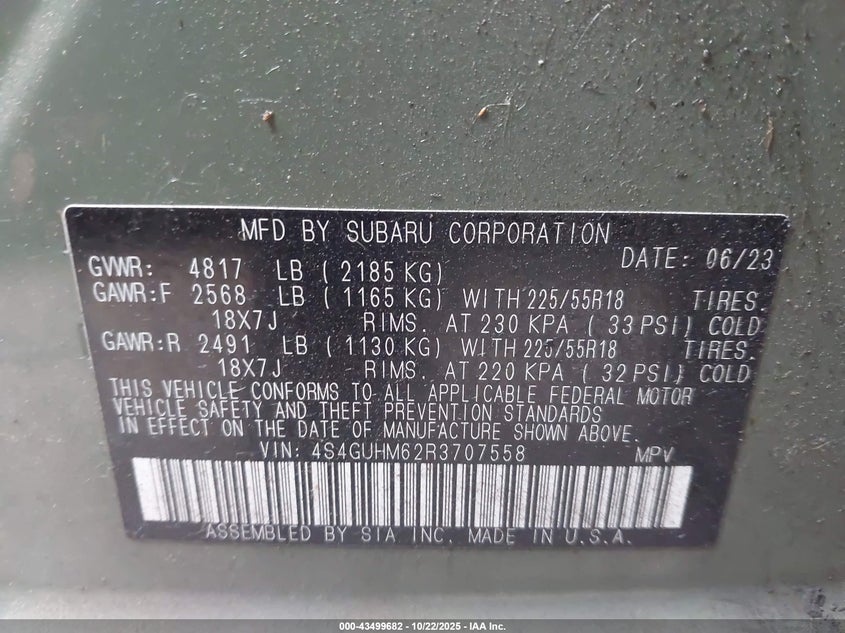 MFD BY SUBARU CORPORATION
DATE: 06/23
GVWR: 4817 LB ( 2185 KG)
GAWR:F 2568 LB ( 1165 KG) WITH 225/55R18 TIRES.
18X7J RIMS. AT 230 KPA ( 33 PSI) COLD
GAWR:R 2491 LB ( 1130 KG) WITH 225/55R18 TIRES.
18X7J RIMS. AT 220 KPA ( 32 PSI) COLD
THIS VEHICLE CONFORMS TO ALL APPLICABLE FEDERAL MOTOR
VEHICLE SAFETY AND THEFT PREVENTION STANDARDS
IN EFFECT ON THE DATE OF MANUFACTURE SHOWN ABOVE.
VIN: 4S4GUHM62R3707558 MPV
ASSEMBLED BY SIA INC. MADE IN U.S.A.
000-43499682 - 10/22/2025 - IAA Inc.